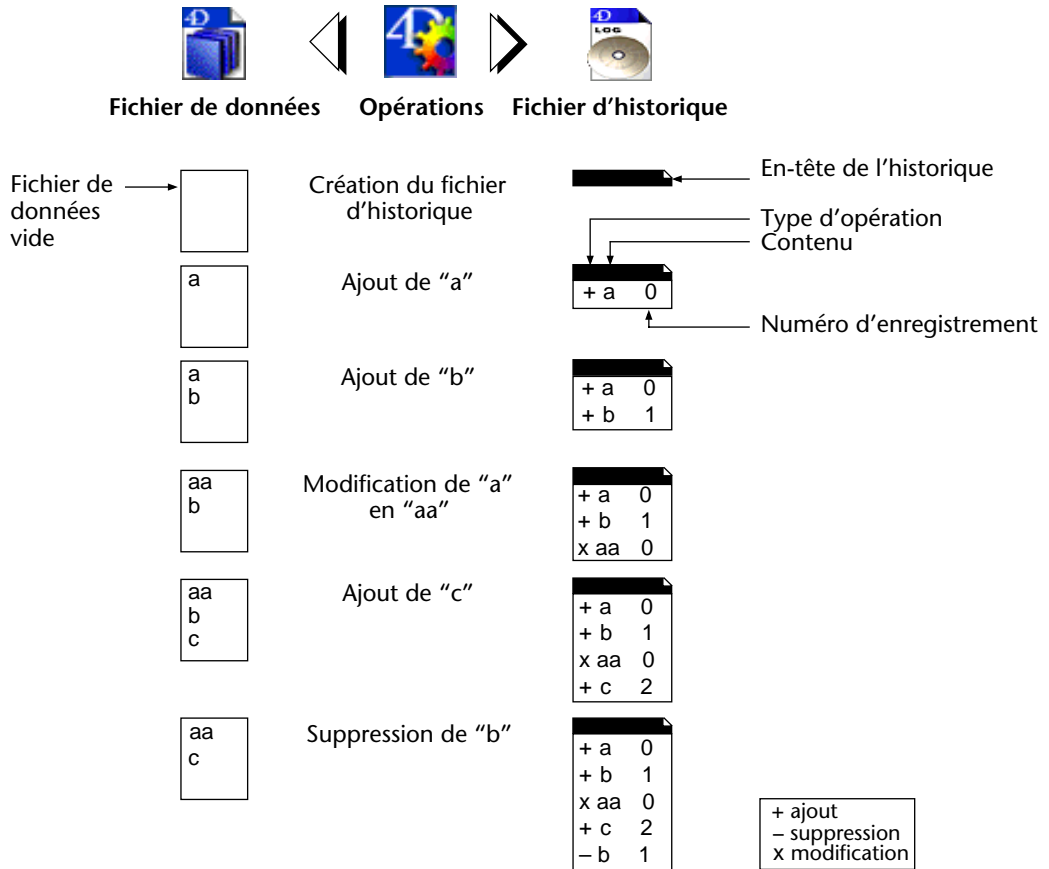 4D
4D
4D
LOG
Fichier de données
Opérations
Fichier d’historique
Fichier de
données
vide
Création du fichier
d’historique
En-tête de l’historique
Type d’opération
Contenu
a
Ajout de “a”
+ a 0
Numéro d’enregistrement
a
b
Ajout de “b”
+ a 0
+ b 1
aa
b
Modification de “a”
en “aa”
+ a 0
+ b 1
x aa 0
aa
b
c
Ajout de “c”
+ a 0
+ b 1
x aa 0
+ c 2
aa
c
Suppression de “b”
+ a 0
+ b 1
x aa 0
+ c 2
– b 1
+ ajout
– suppression
x modification